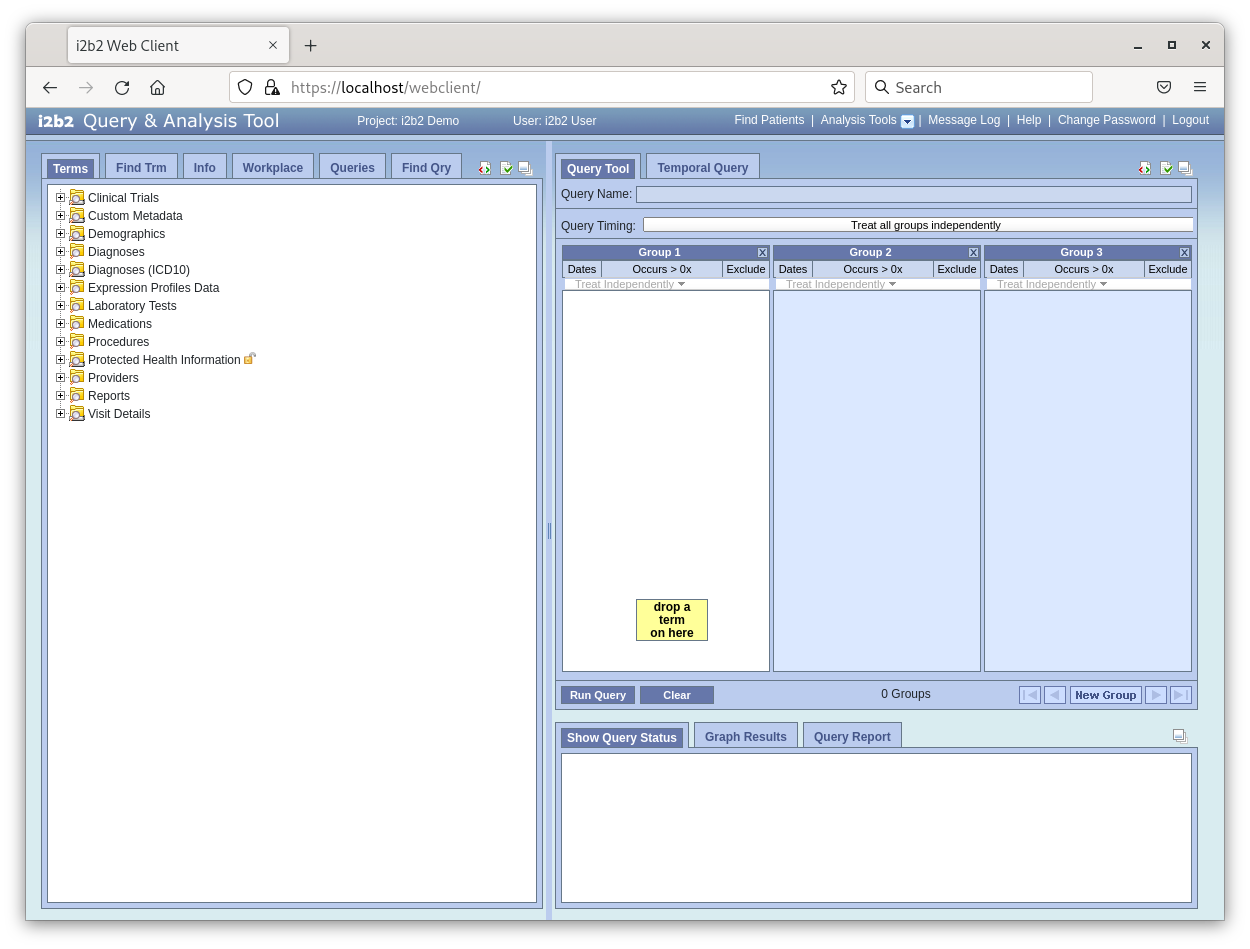 i2b2 Web Client
https://localhost/webclient/
Search
i2b2 Query & Analysis Tool
Project: i2b2 Demo
User: i2b2 User
Find Patients | Analysis Tools | Message Log | Help | Change Password | Logout
Terms
Find Trm
Info
Workplace
Queries
Find Qry
Clinical Trials
Custom Metadata
Demographics
Diagnoses
Diagnoses (ICD10)
Expression Profiles Data
Laboratory Tests
Medications
Procedures
Protected Health Information
Providers
Reports
Visit Details
Query Tool
Temporal Query
Query Name:
Query Timing:
Treat all groups independently
Group 1
Dates
Occurs > 0x
Exclude
Treat Independently
drop a
term
on here
Group 2
Dates
Occurs > 0x
Exclude
Treat Independently
Group 3
Dates
Occurs > 0x
Exclude
Treat Independently
Run Query
Clear
0 Groups
New Group
Show Query Status
Graph Results
Query Report